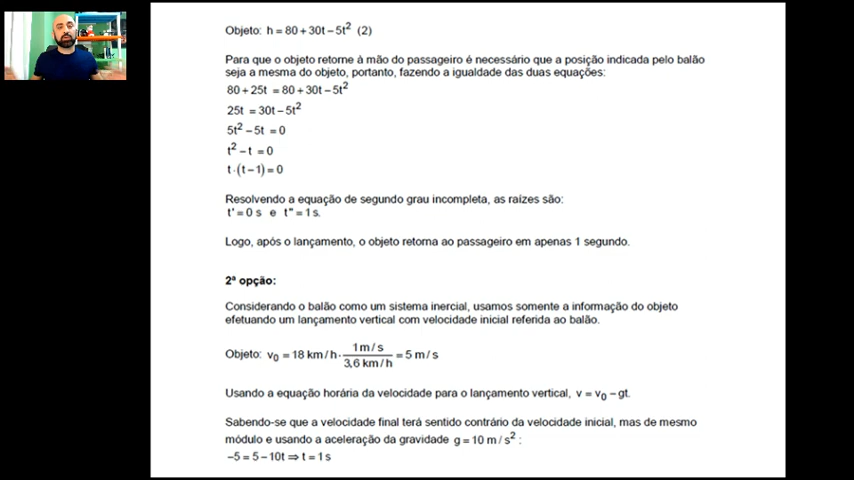 Objeto: h = 80 + 30t – 5t² (2)
Para que o objeto retorne à mão do passageiro é necessário que a posição indicada pelo balão
seja a mesma do objeto, portanto, fazendo a igualdade das duas equações:
80 + 25t = 80 + 30t – 5t²
25t = 30t – 5t²
5t² – 5t = 0
t² – t = 0
t · (t – 1) = 0
Resolvendo a equação de segundo grau incompleta, as raízes são:
t' = 0 s e t" = 1 s.
Logo, após o lançamento, o objeto retorna ao passageiro em apenas 1 segundo.
2ª opção:
Considerando o balão como um sistema inercial, usamos somente a informação do objeto
efetuando um lançamento vertical com velocidade inicial referida ao balão.
Objeto: v₀ = 18 km / h · 1 m / s / 3,6 km / h = 5 m / s
Usando a equação horária da velocidade para o lançamento vertical, v = v₀ – gt.
Sabendo-se que a velocidade final terá sentido contrário da velocidade inicial, mas de mesmo
módulo e usando a aceleração da gravidade g = 10 m / s² :
–5 = 5 – 10t ⇒ t = 1 s